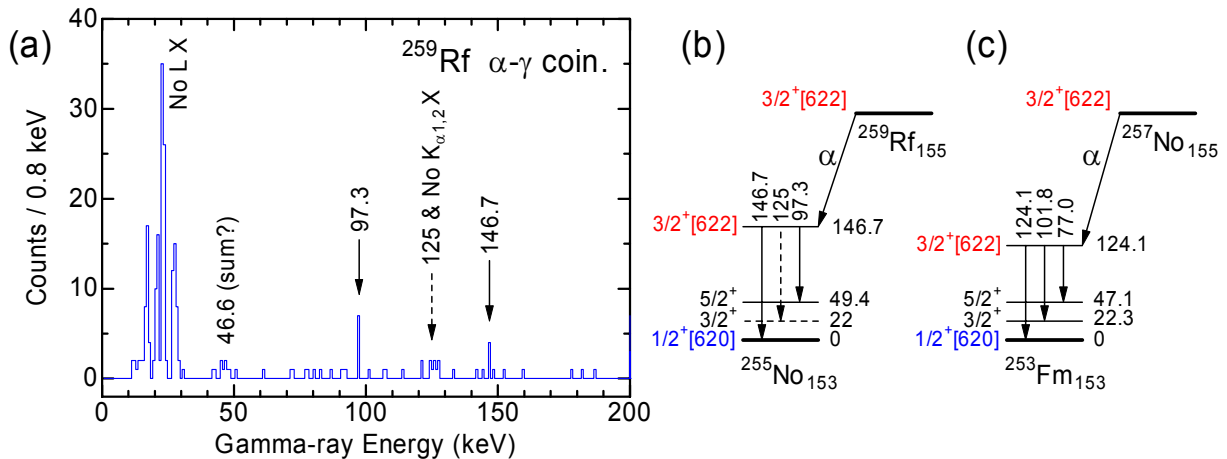 (a)
²⁵⁹Rf α-γ coin.
No L X
46.6 (sum?)
97.3
125 & No Kα1,2 X
146.7
Counts / 0.8 keV
40
30
20
10
0
0 50 100 150 200
Gamma-ray Energy (keV)
(b)
3/2⁺[622]
²⁵⁹Rf₁₅₅
α
146.7
125
97.3
3/2⁺[622] 146.7
5/2⁺ 49.4
3/2⁺ 22
1/2⁺[620] 0
²⁵⁵No₁₅₃
(c)
3/2⁺[622]
²⁵⁷No₁₅₅
α
124.1
101.8
77.0
3/2⁺[622] 124.1
5/2⁺ 47.1
3/2⁺ 22.3
1/2⁺[620] 0
²⁵³Fm₁₅₃